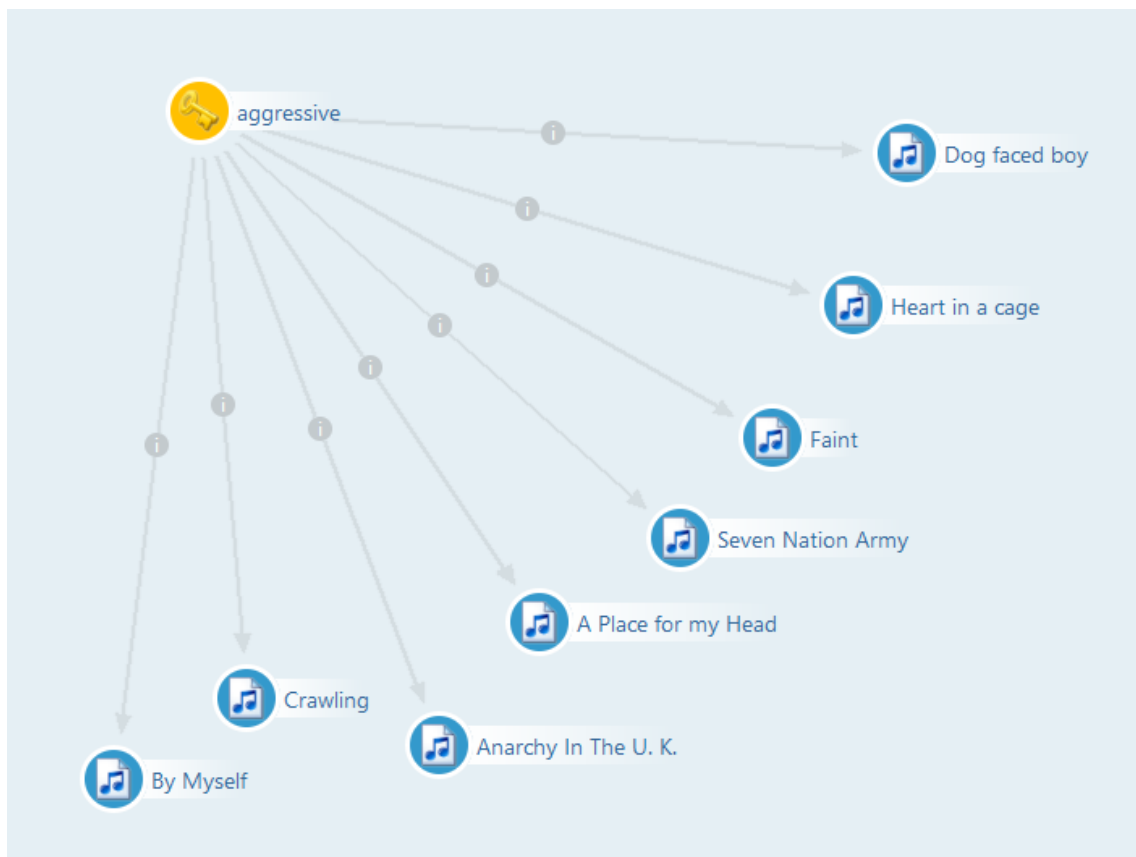 aggressive
Dog faced boy
Heart in a cage
Faint
Seven Nation Army
A Place for my Head
Crawling
Anarchy In The U. K.
By Myself